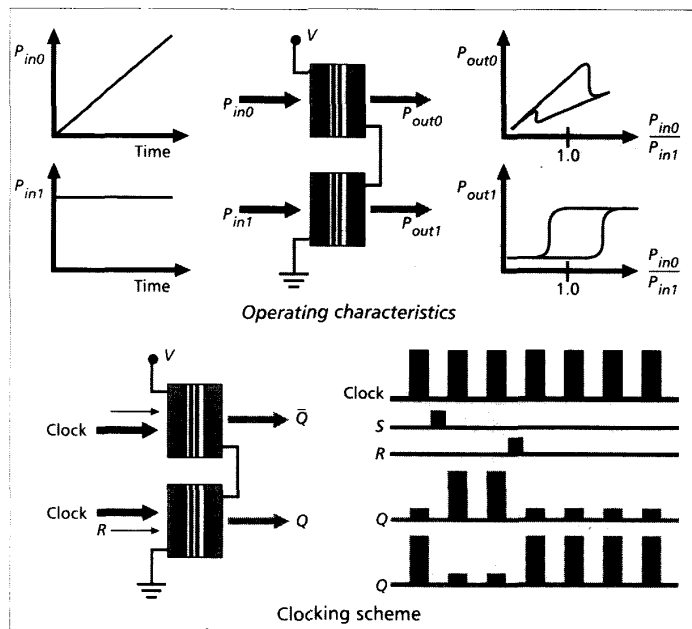 P_in0
Time
V
P_in0
P_out0
P_out0
P_in0
P_in1
1.0
P_in1
Time
P_in1
P_out1
P_out1
P_in0
P_in1
1.0
Operating characteristics
V
Clock
Q̅
Clock
R
Q
Clock
S
R
Q
Q
Clocking scheme